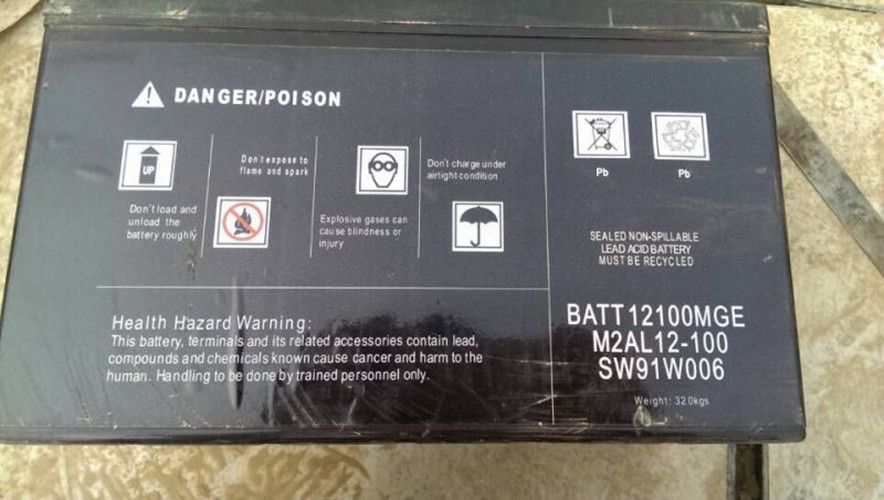 DANGER/POISON
UP
Don't load and
unload the
battery roughly
Don't expose to
flame and spark
Explosive gases can
cause blindness or
injury
Don't charge under
airtight condition
Pb
Pb
SEALED NON-SPILLABLE
LEAD ACID BATTERY
MUST BE RECYCLED
Health Hazard Warning:
This battery, terminals and its related accessories contain lead,
compounds and chemicals known cause cancer and harm to the
human. Handling to be done by trained personnel only.
BATT12100MGE
M2AL12-100
SW91W006
Weight: 32.0kgs